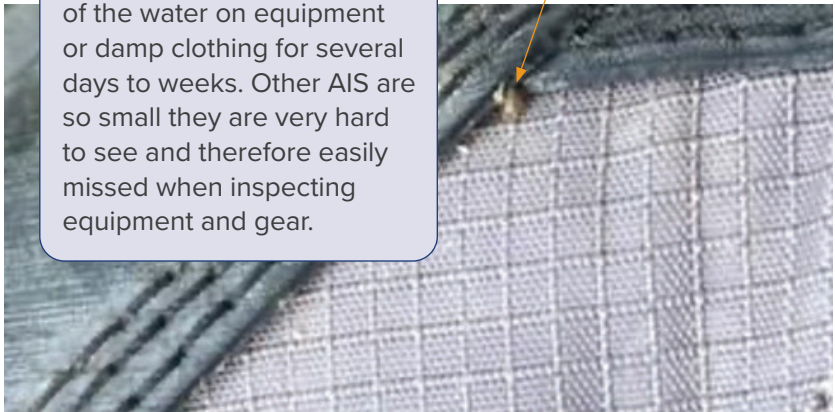 of the water on equipment
or damp clothing for several
days to weeks. Other AIS are
so small they are very hard
to see and therefore easily
missed when inspecting
equipment and gear.